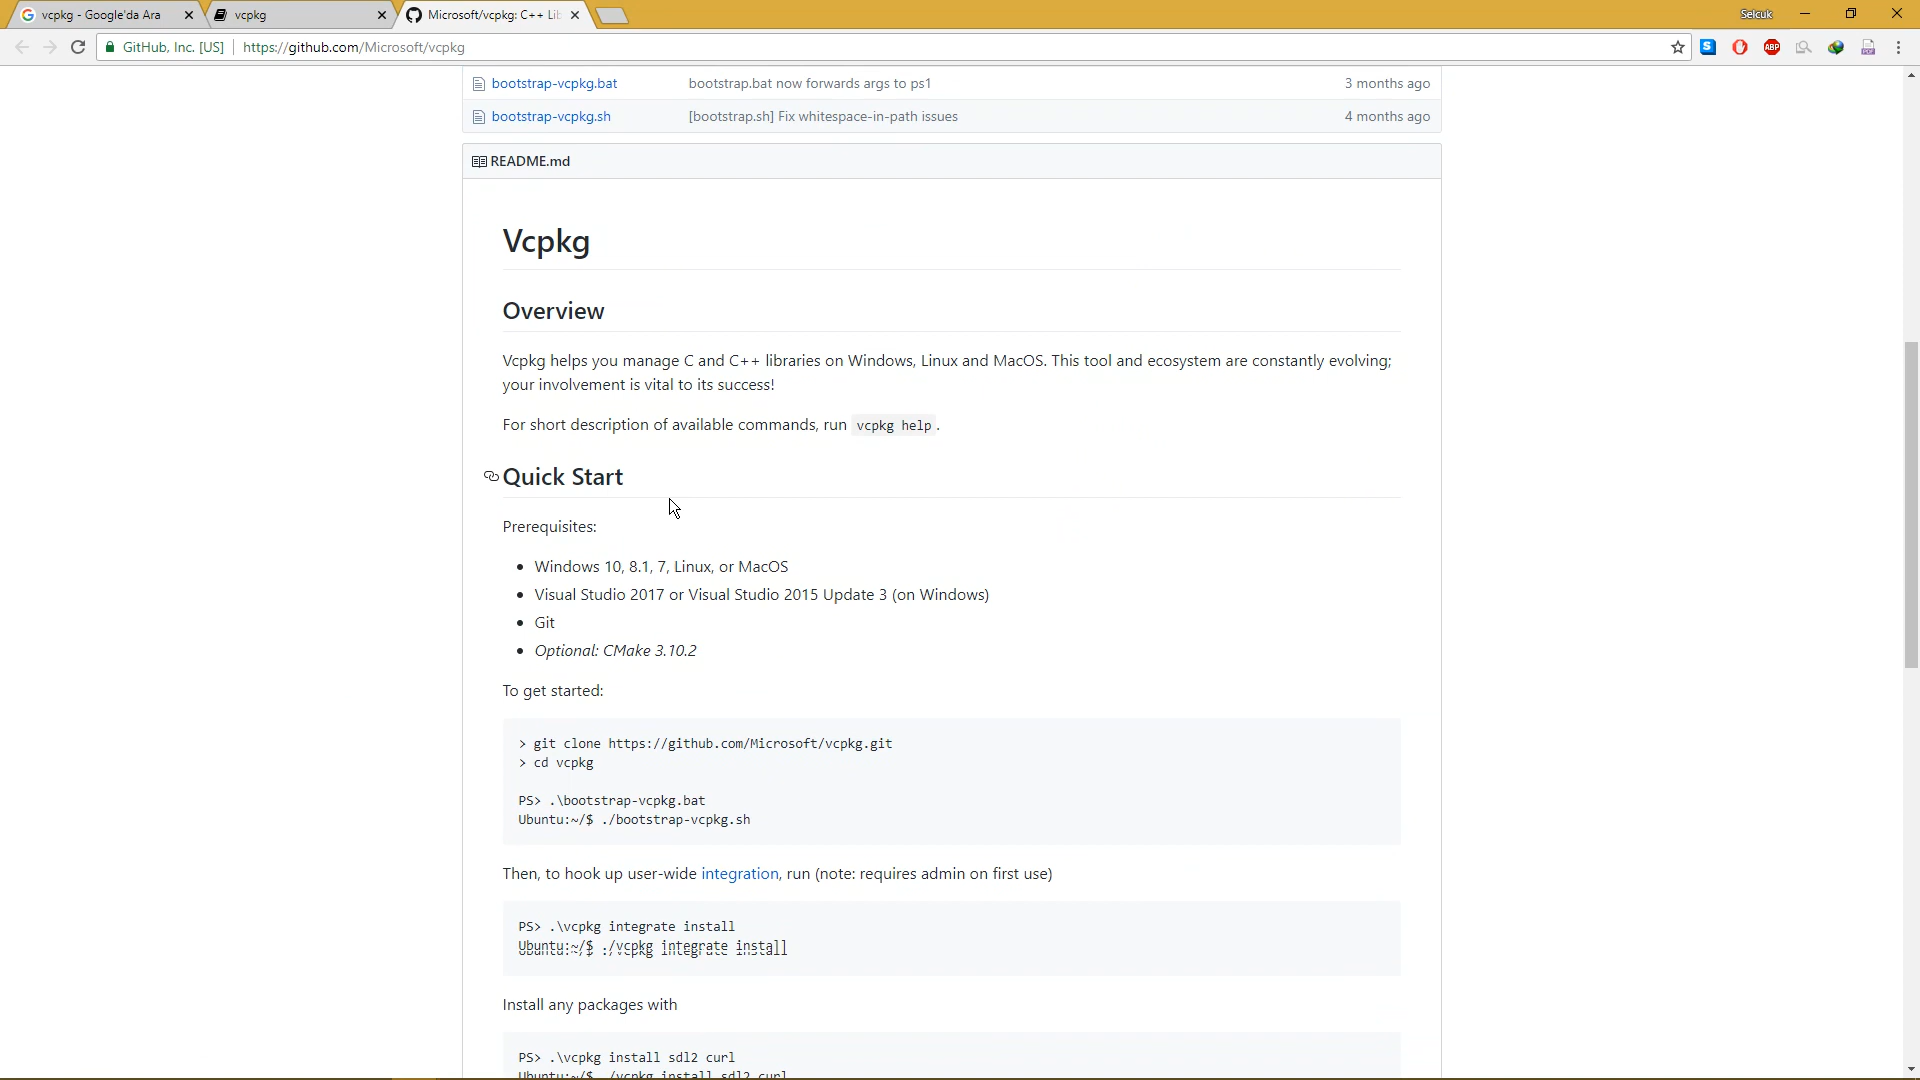 vcpkg - Google'da Ara
vcpkg
Microsoft/vcpkg: C++ Lib
Selcuk
GitHub, Inc. [US]
https://github.com/Microsoft/vcpkg
ABP
bootstrap-vcpkg.bat bootstrap.bat now forwards args to ps1 3 months ago
bootstrap-vcpkg.sh [bootstrap.sh] Fix whitespace-in-path issues 4 months ago
README.md
Vcpkg
Overview
Vcpkg helps you manage C and C++ libraries on Windows, Linux and MacOS. This tool and ecosystem are constantly evolving;
your involvement is vital to its success!
For short description of available commands, run vcpkg help.
Quick Start
Prerequisites:
Windows 10, 8.1, 7, Linux, or MacOS
Visual Studio 2017 or Visual Studio 2015 Update 3 (on Windows)
Git
Optional: CMake 3.10.2
To get started:
> git clone https://github.com/Microsoft/vcpkg.git
> cd vcpkg
PS> .\bootstrap-vcpkg.bat
Ubuntu:~/$ ./bootstrap-vcpkg.sh
Then, to hook up user-wide integration, run (note: requires admin on first use)
PS> .\vcpkg integrate install
Ubuntu:~/$ ./vcpkg integrate install
Install any packages with
PS> .\vcpkg install sdl2 curl
Ubuntu:~/$ ./vcpkg install sdl2 curl